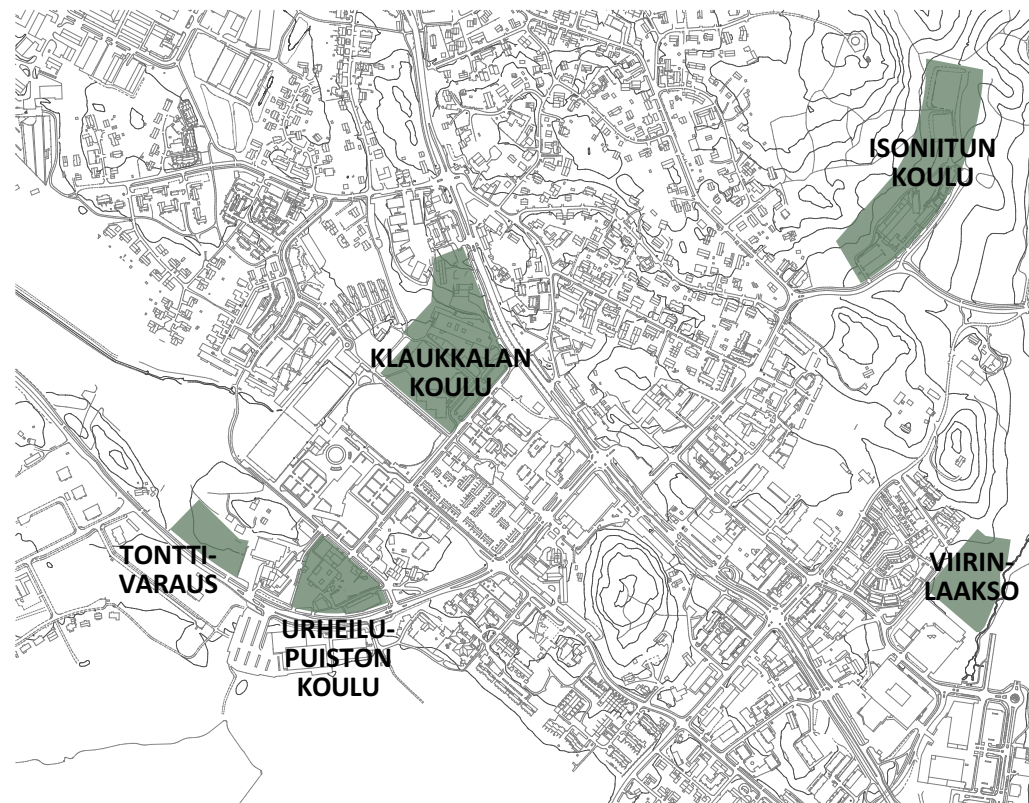 ISONIITUN
KOULU
KLAUKKALAN
KOULU
TONTTI-
VARAUS
URHEILU-
PUISTON
KOULU
VIIRIN-
LAAKSO